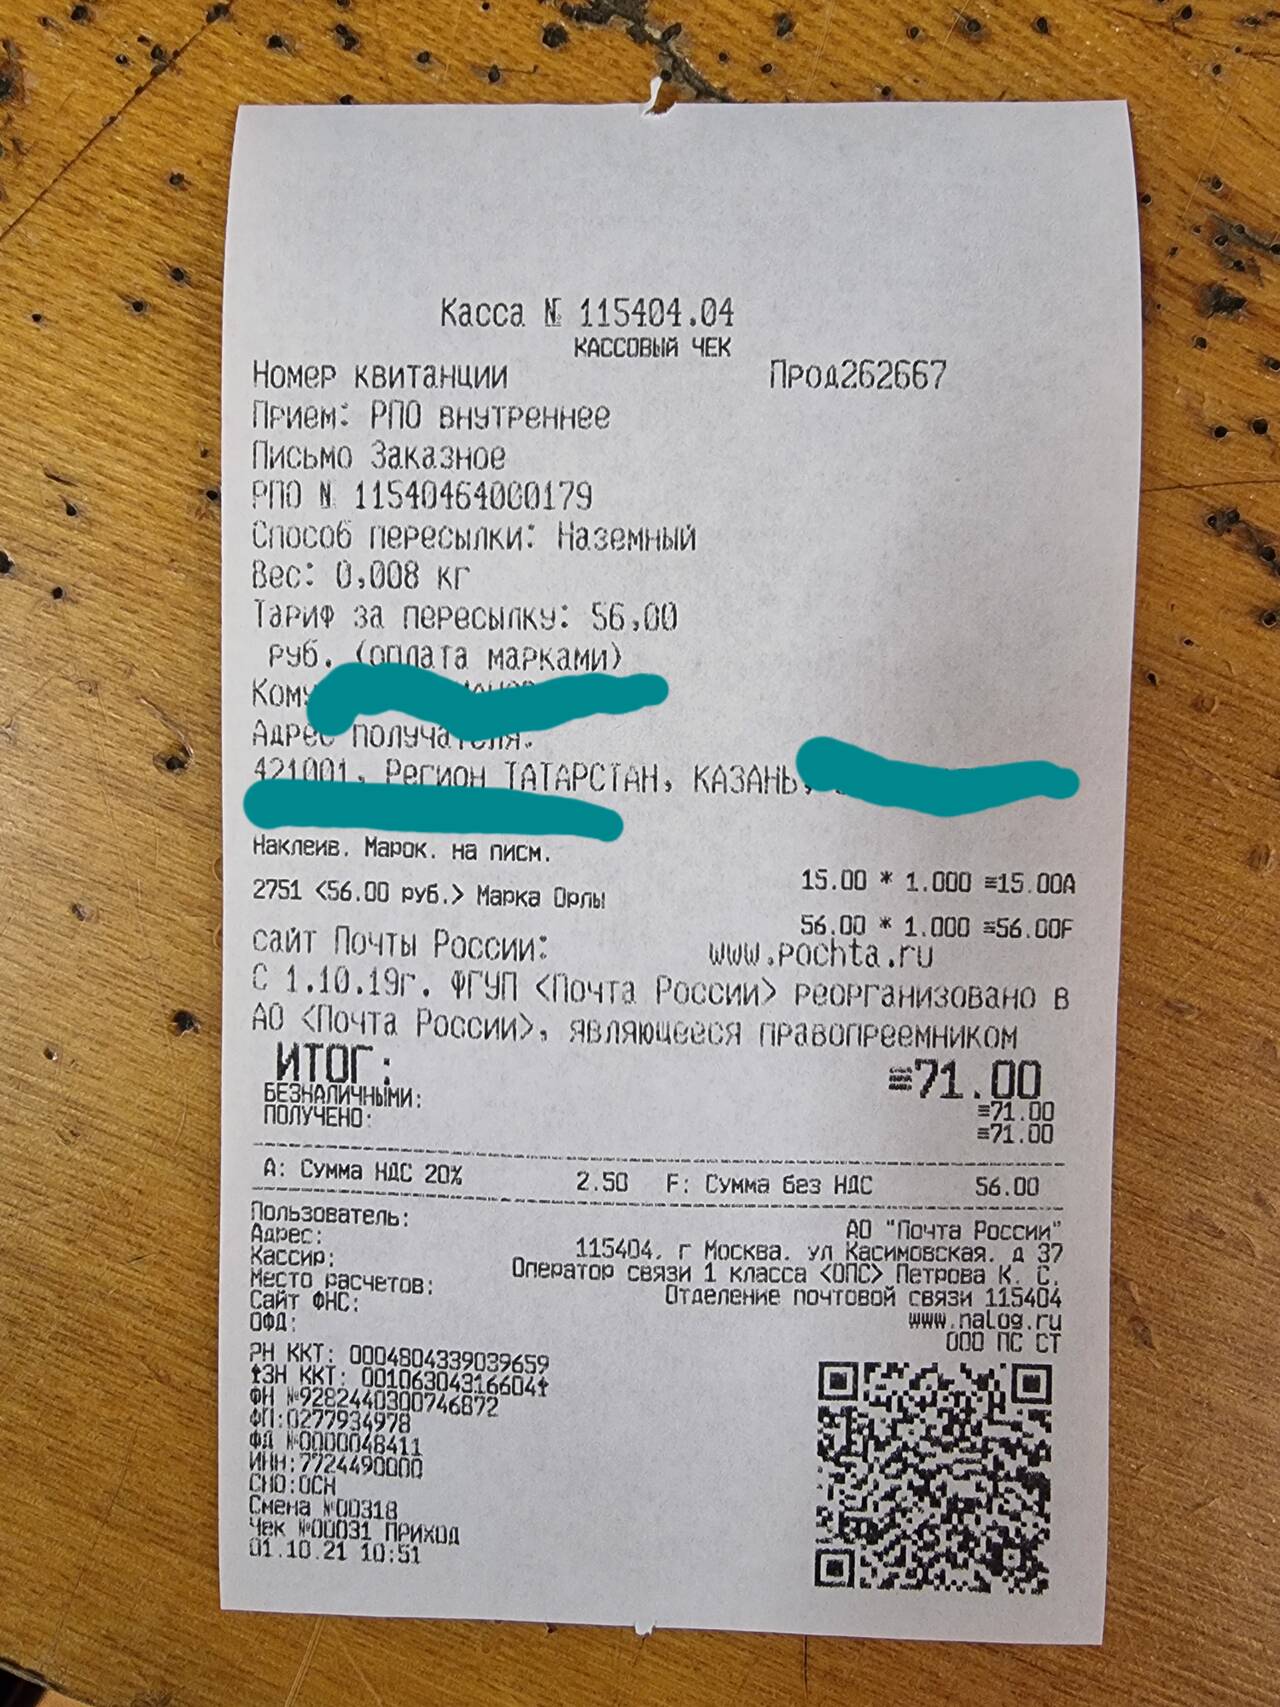 Касса № 115404.04
КАССОВЫЙ ЧЕК
Номер квитанции Прод262667
Прием: РПО внутреннее
Письмо Заказное
РПО № 11540464000179
Способ пересылки: Наземный
Вес: 0,008 кг
Тариф за пересылку: 56,00
руб. (оплата марками)
Кому
Адрес получателя.
421001, Регион ТАТАРСТАН, КАЗАНЬ,
Наклеив. Марок. на писм.
15.00 * 1.000 ≡15.00А
2751 <56.00 руб.> Марка Орлы
56.00 * 1.000 ≡56.00F
сайт Почты России: www.pochta.ru
С 1.10.19г. ФГУП <Почта России> реорганизовано в
АО <Почта России>, являющееся правопреемником
ИТОГ: ≡71.00
БЕЗНАЛИЧНЫМИ: ≡71.00
ПОЛУЧЕНО: ≡71.00
А: Сумма НДС 20% 2.50 F: Сумма без НДС 56.00
Пользователь: АО "Почта России"
Адрес: 115404, г Москва, ул Касимовская, д 37
Кассир: Оператор связи 1 класса <ОПС> Петрова К. С.
Место расчетов: Отделение почтовой связи 115404
Сайт ФНС: www.nalog.ru
ОФД: ООО ПС СТ
РН ККТ: 0004804339039659
ЗН ККТ: 00106304316604
ФН №9282440300746872
ФП:0277934978
ФД №0000048411
ИНН:7724490000
СНО:ОСН
Смена №00318
Чек №00031 ПРИХОД
01.10.21 10:51